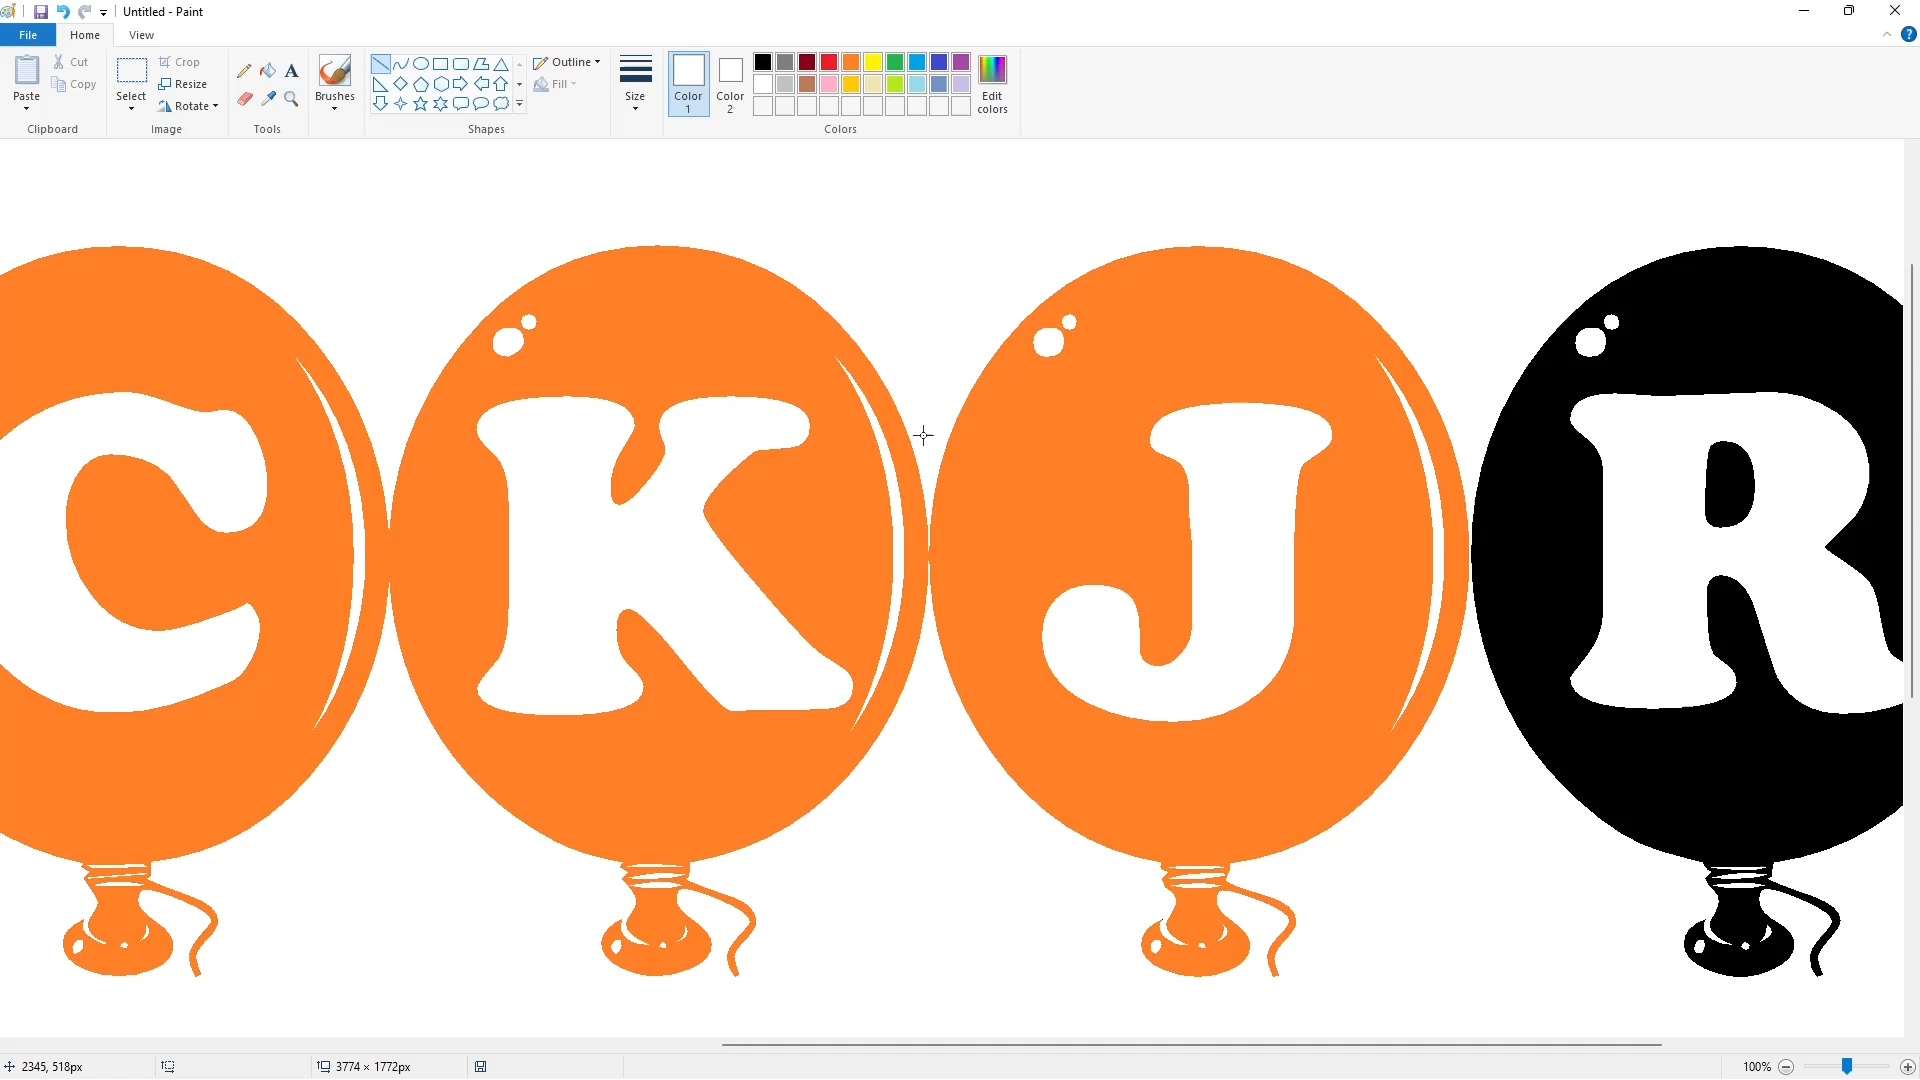 Untitled - Paint
File Home View
Paste
Cut
Copy
Clipboard
Select
Crop
Resize
Rotate
Image
Tools
Brushes
Outline
Fill
Shapes
Size
Color 1
Color 2
Edit colors
Colors
CKJR
2345, 518px
3774 × 1772px
100%